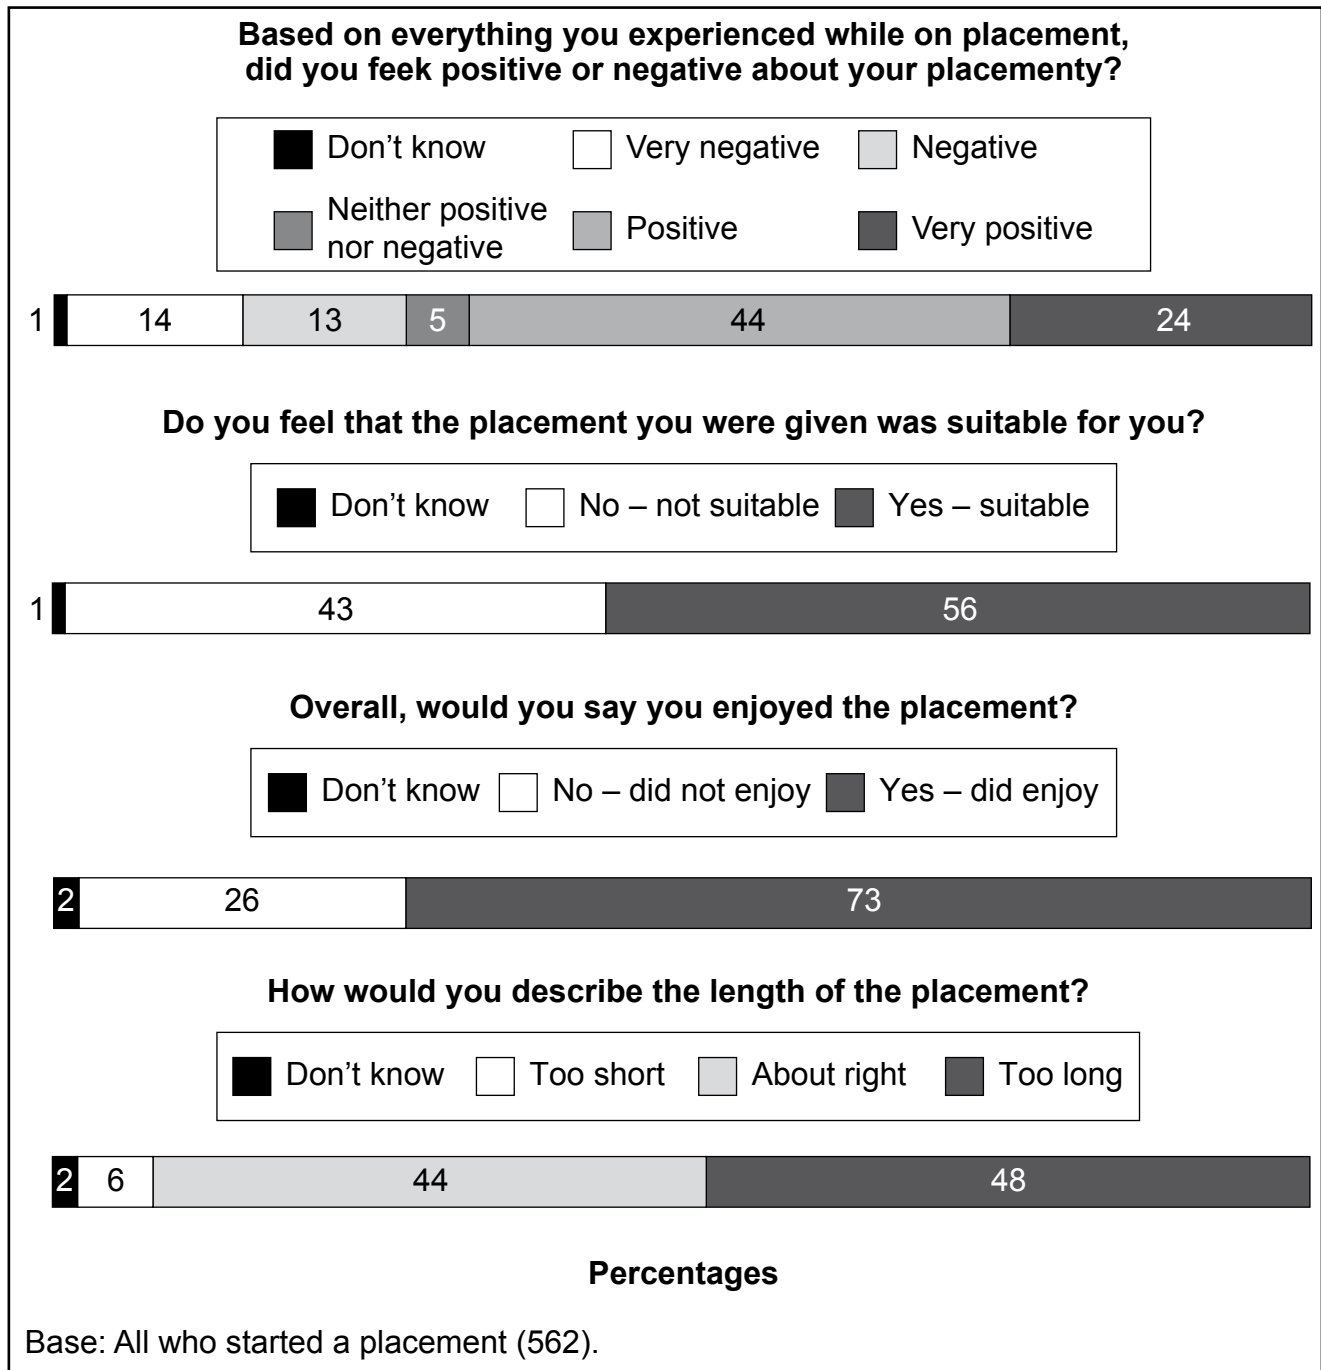 Based on everything you experienced while on placement,
did you feek positive or negative about your placementy?
Don't know Very negative Negative
Neither positive
nor negative Positive Very positive
1 14 13 5 44 24
Do you feel that the placement you were given was suitable for you?
Don't know No – not suitable Yes – suitable
1 43 56
Overall, would you say you enjoyed the placement?
Don't know No – did not enjoy Yes – did enjoy
2 26 73
How would you describe the length of the placement?
Don't know Too short About right Too long
2 6 44 48
Percentages
Base: All who started a placement (562).